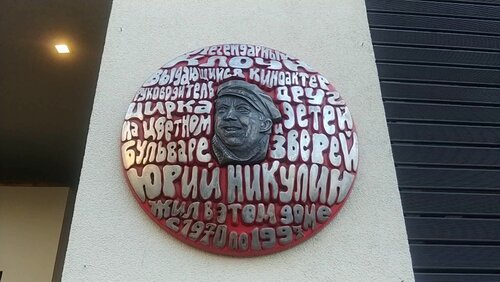 Легендарный
клоун
выдающийся киноактер
руководитель друг
цирка детей
на цветном и
бульваре зверей
Юрий Никулин
жил в этом доме
с 1970 по 1997